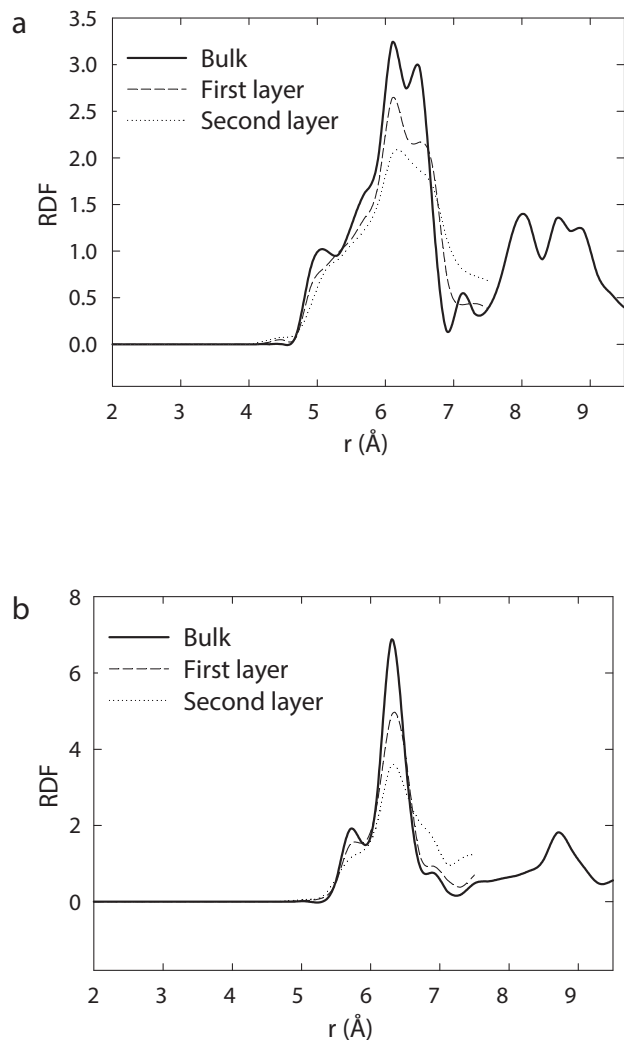 a
3.5
3.0
2.5
2.0
1.5
1.0
0.5
0.0
RDF
Bulk
First layer
Second layer
2 3 4 5 6 7 8 9
r (Å)
b
8
6
4
2
0
RDF
Bulk
First layer
Second layer
2 3 4 5 6 7 8 9
r (Å)